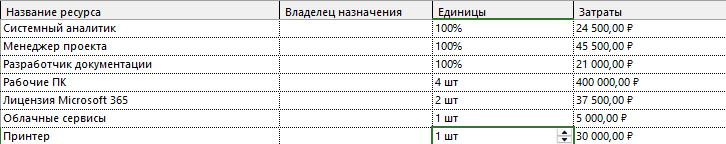 Название ресурса Владелец назначения Единицы Затраты
Системный аналитик 100% 24 500,00 ₽
Менеджер проекта 100% 45 500,00 ₽
Разработчик документации 100% 21 000,00 ₽
Рабочие ПК 4 шт 400 000,00 ₽
Лицензия Microsoft 365 2 шт 37 500,00 ₽
Облачные сервисы 1 шт 5 000,00 ₽
Принтер 1 шт 30 000,00 ₽